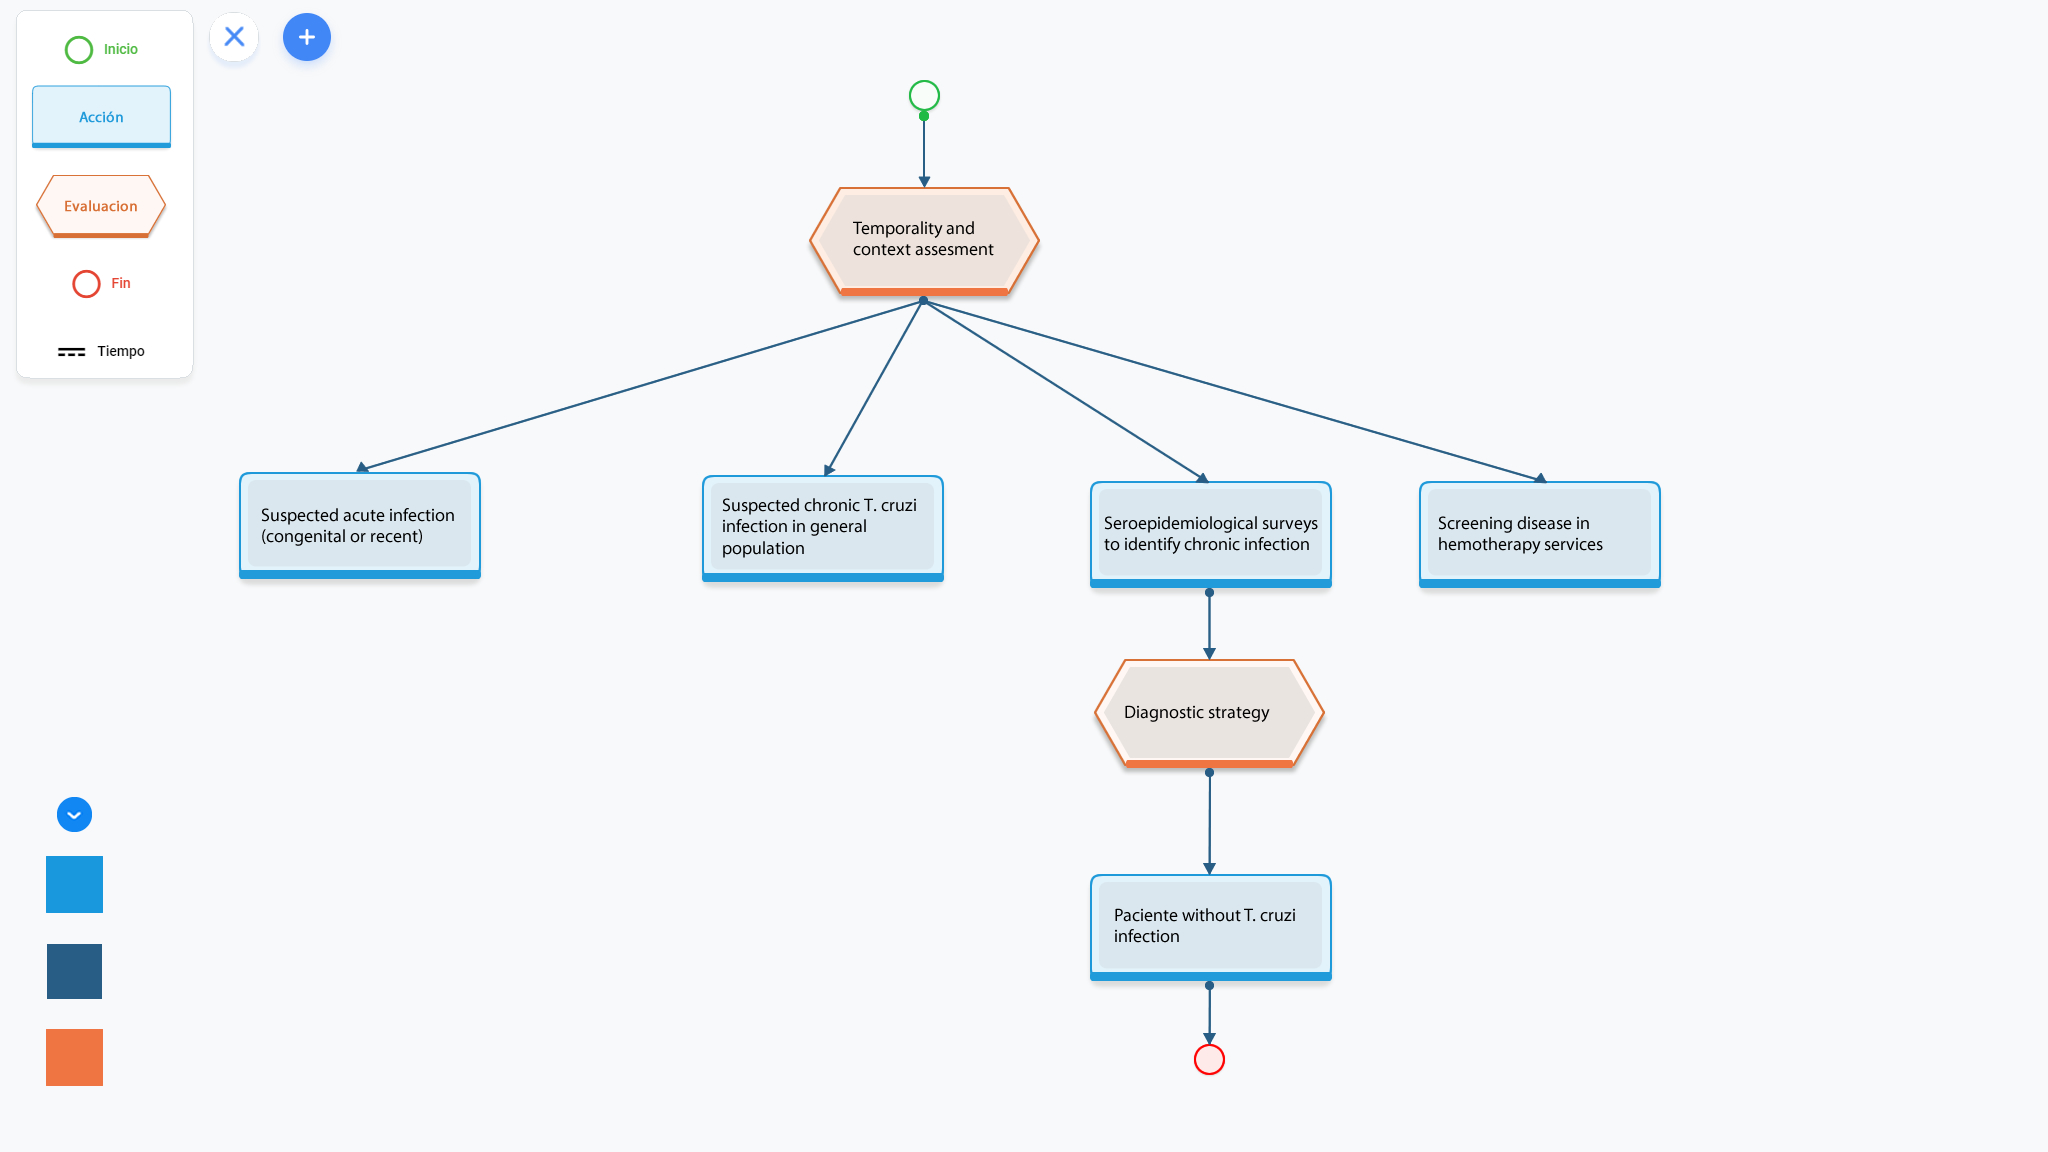 Inicio
Acción
Evaluacion
Fin
Tiempo
Temporality and
context assesment
Suspected acute infection
(congenital or recent)
Suspected chronic T. cruzi
infection in general
population
Seroepidemiological surveys
to identify chronic infection
Screening disease in
hemotherapy services
Diagnostic strategy
Paciente without T. cruzi
infection